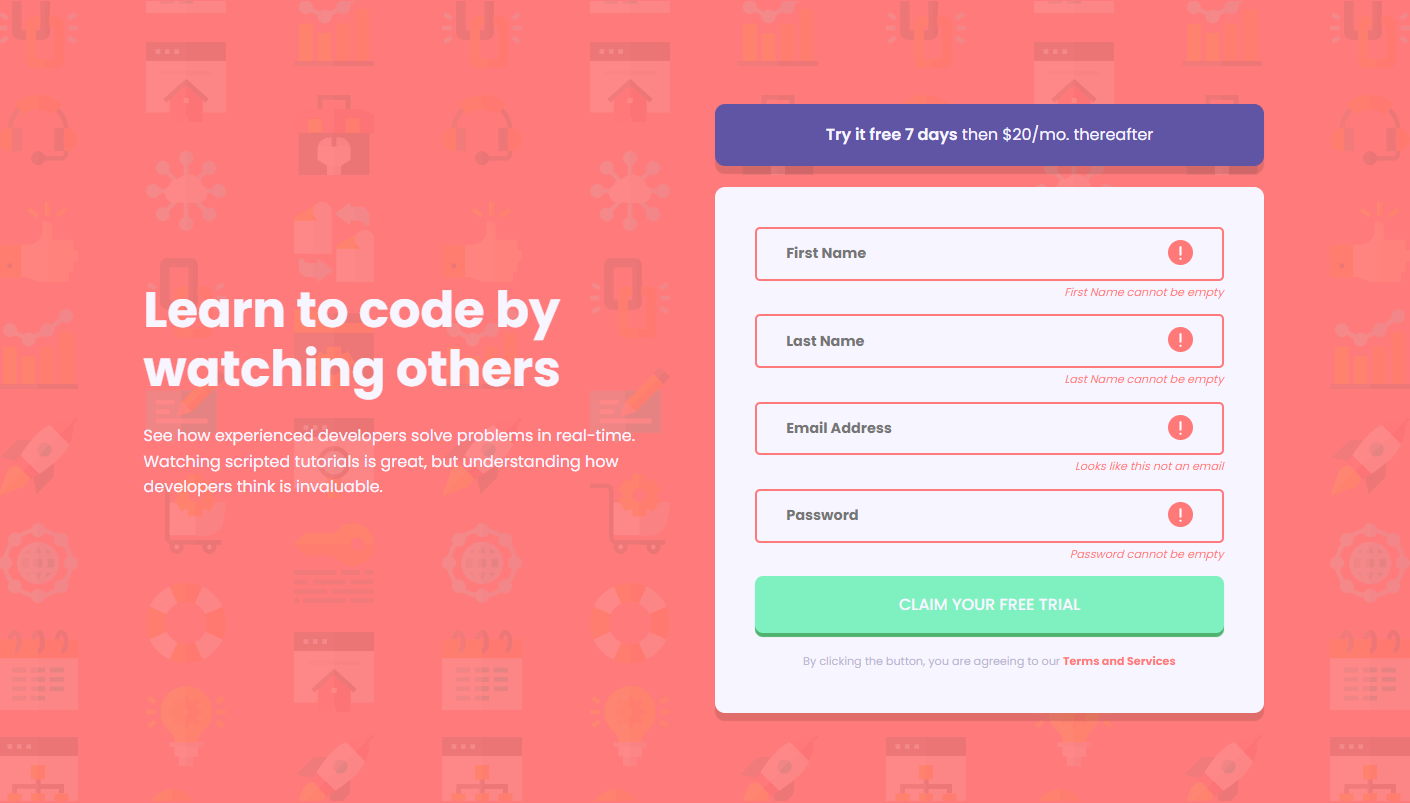 Learn to code by
watching others
See how experienced developers solve problems in real-time.
Watching scripted tutorials is great, but understanding how
developers think is invaluable.
Try it free 7 days then $20/mo. thereafter
First Name
First Name cannot be empty
Last Name
Last Name cannot be empty
Email Address
Looks like this not an email
Password
Password cannot be empty
CLAIM YOUR FREE TRIAL
By clicking the button, you are agreeing to our Terms and Services